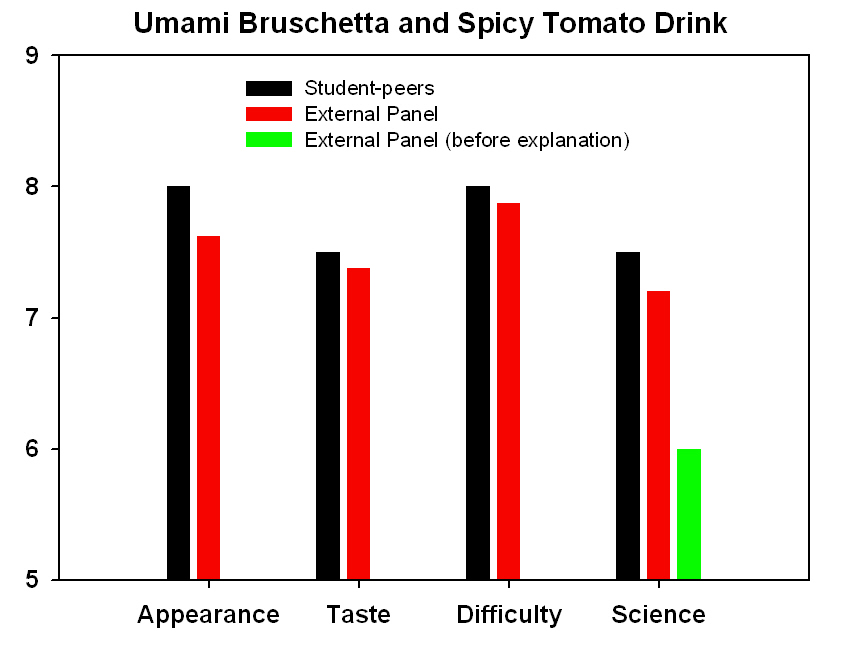 Umami Bruschetta and Spicy Tomato Drink
9
Student-peers
External Panel
External Panel (before explanation)
8
7
6
5
Appearance Taste Difficulty Science